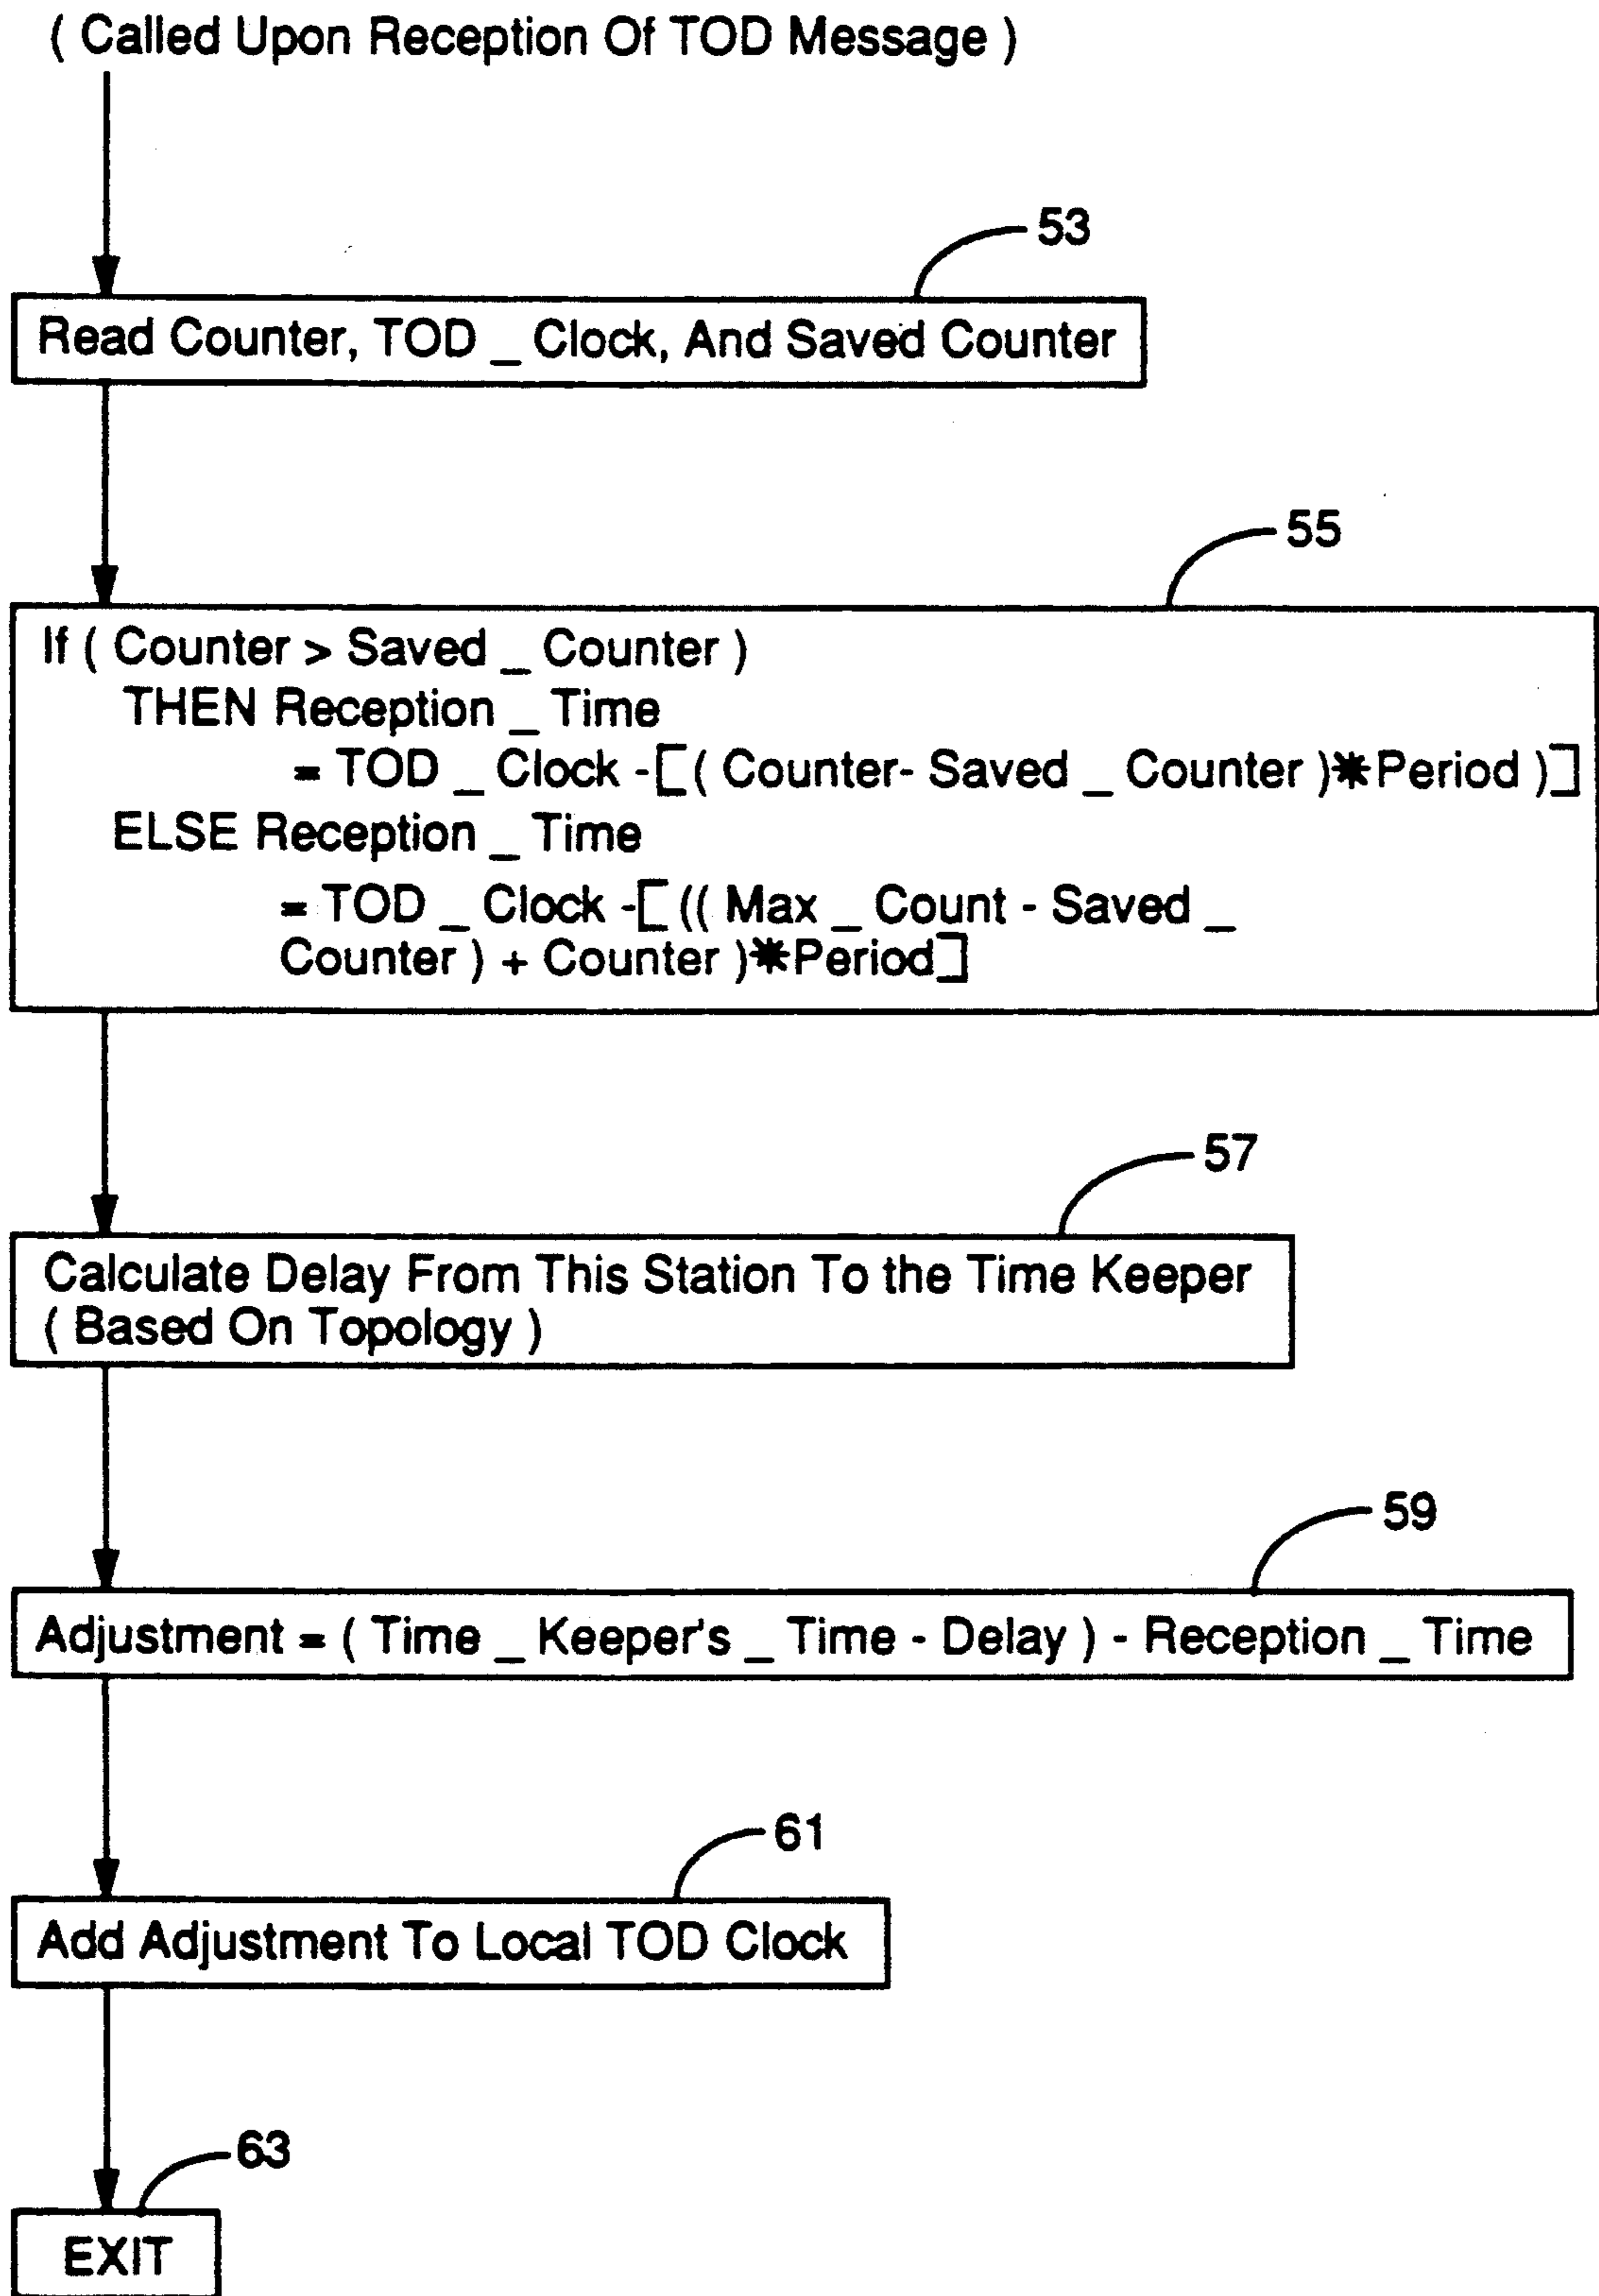 ( Called Upon Reception Of TOD Message )
53
Read Counter, TOD _ Clock, And Saved Counter
55
If ( Counter > Saved _ Counter )
THEN Reception _ Time
= TOD _ Clock -[( Counter- Saved _ Counter )*Period )]
ELSE Reception _ Time
= TOD _ Clock -[ (( Max _ Count - Saved _
Counter ) + Counter )*Period]
57
Calculate Delay From This Station To the Time Keeper
( Based On Topology )
59
Adjustment = ( Time _ Keeper's _ Time - Delay ) - Reception _ Time
61
Add Adjustment To Local TOD Clock
63
EXIT